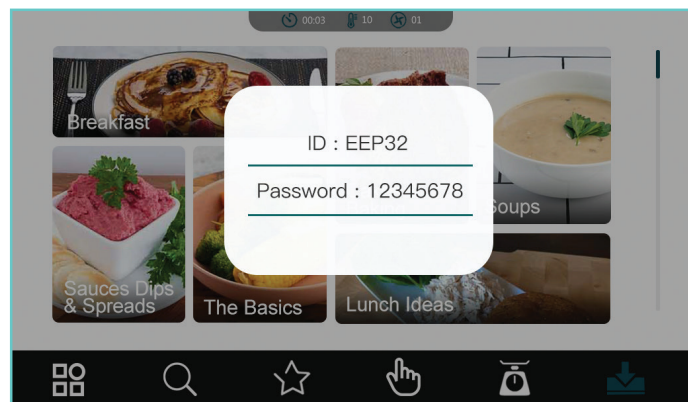 00:03 10 01
Breakfast
ID : EEP32
Password : 12345678
Soups
Sauces Dips
& Spreads
The Basics
Lunch Ideas